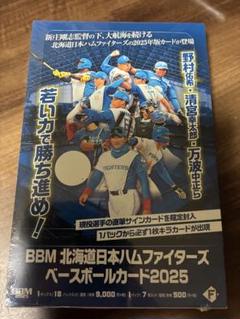 新庄剛志監督の下、大航海を続ける
北海道日本ハムファイターズの2025年版カードが登場
野村佑希・清宮幸太郎・万波中正ら
若い力で勝ち進め！
現役選手の直筆サインカードを限定封入
1パックから必ず1枚キラカードが出現
BBM 北海道日本ハムファイターズ
ベースボールカード2025
BBM
F